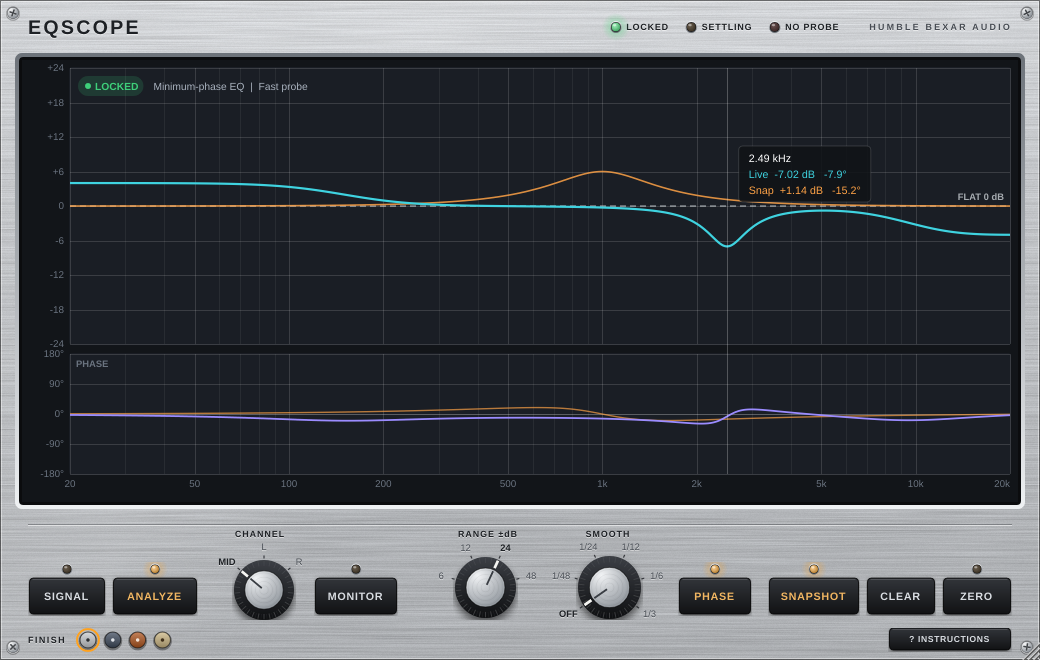 EQSCOPE
LOCKED SETTLING NO PROBE HUMBLE BEXAR AUDIO
+24
LOCKED Minimum-phase EQ | Fast probe
+18
+12
2.49 kHz
+6
Live -7.02 dB -7.9°
Snap +1.14 dB -15.2°
FLAT 0 dB
0
-6
-12
-18
-24
180°
PHASE
90°
0°
-90°
-180°
20 50 100 200 500 1k 2k 5k 10k 20k
CHANNEL RANGE ±dB SMOOTH
L 12 24 1/24 1/12
MID R
6 48 1/48 1/6
SIGNAL ANALYZE MONITOR PHASE SNAPSHOT CLEAR ZERO
OFF 1/3
FINISH ? INSTRUCTIONS